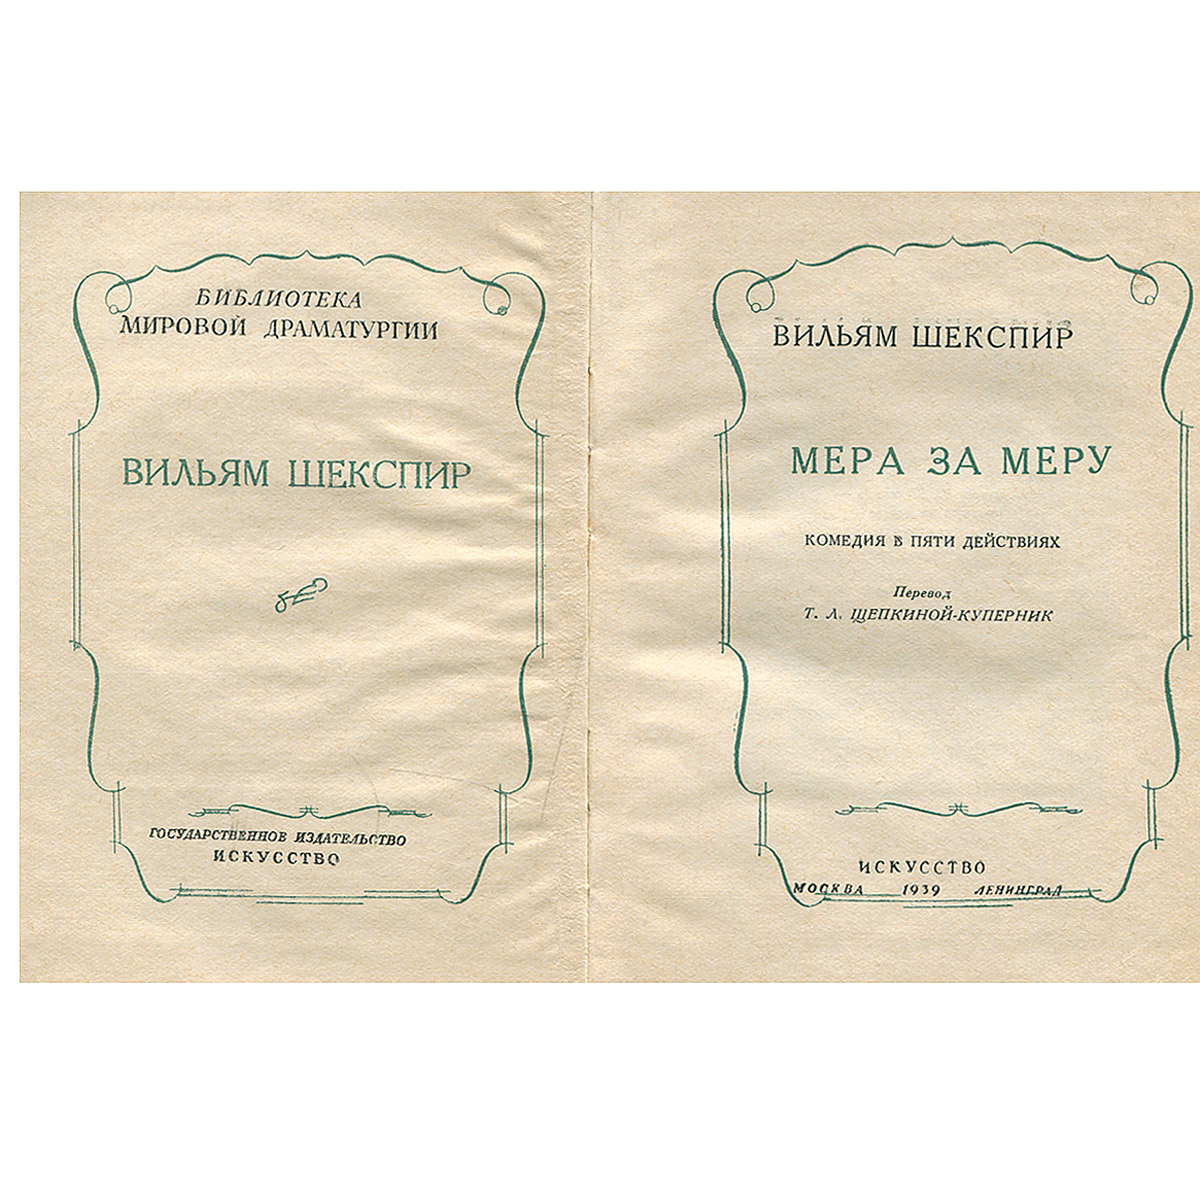 БИБЛИОТЕКА
МИРОВОЙ ДРАМАТУРГИИ
ВИЛЬЯМ ШЕКСПИР
ГОСУДАРСТВЕННОЕ ИЗДАТЕЛЬСТВО
ИСКУССТВО
ВИЛЬЯМ ШЕКСПИР
МЕРА ЗА МЕРУ
КОМЕДИЯ В ПЯТИ ДЕЙСТВИЯХ
Перевод
Т. Л. ЩЕПКИНОЙ-КУПЕРНИК
ИСКУССТВО
МОСКВА 1939 ЛЕНИНГРАД